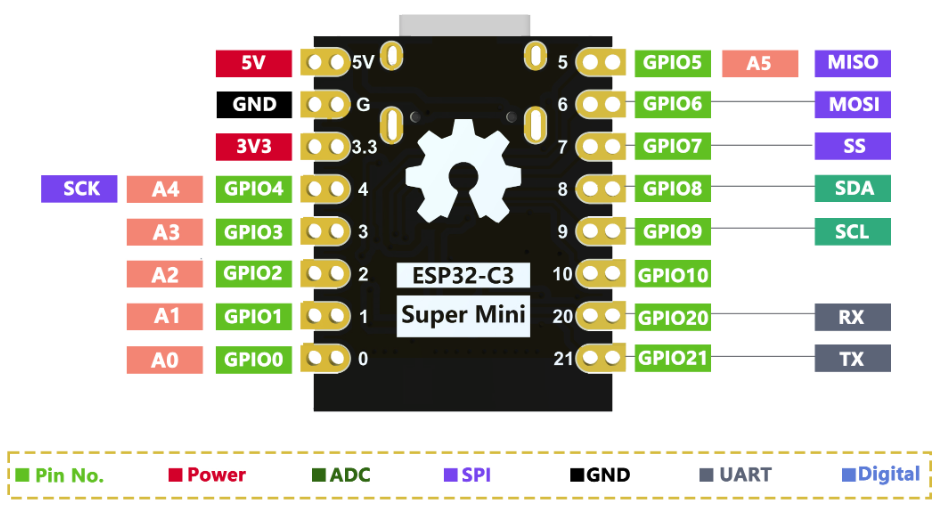 5V 5V 5 GPIO5 A5 MISO
GND G 6 GPIO6 MOSI
3V3 3.3 7 GPIO7 SS
SCK A4 GPIO4 4 8 GPIO8 SDA
A3 GPIO3 3 9 GPIO9 SCL
A2 GPIO2 2 ESP32-C3 10 GPIO10
A1 GPIO1 1 Super Mini 20 GPIO20 RX
A0 GPIO0 0 21 GPIO21 TX
Pin No. Power ADC SPI GND UART Digital